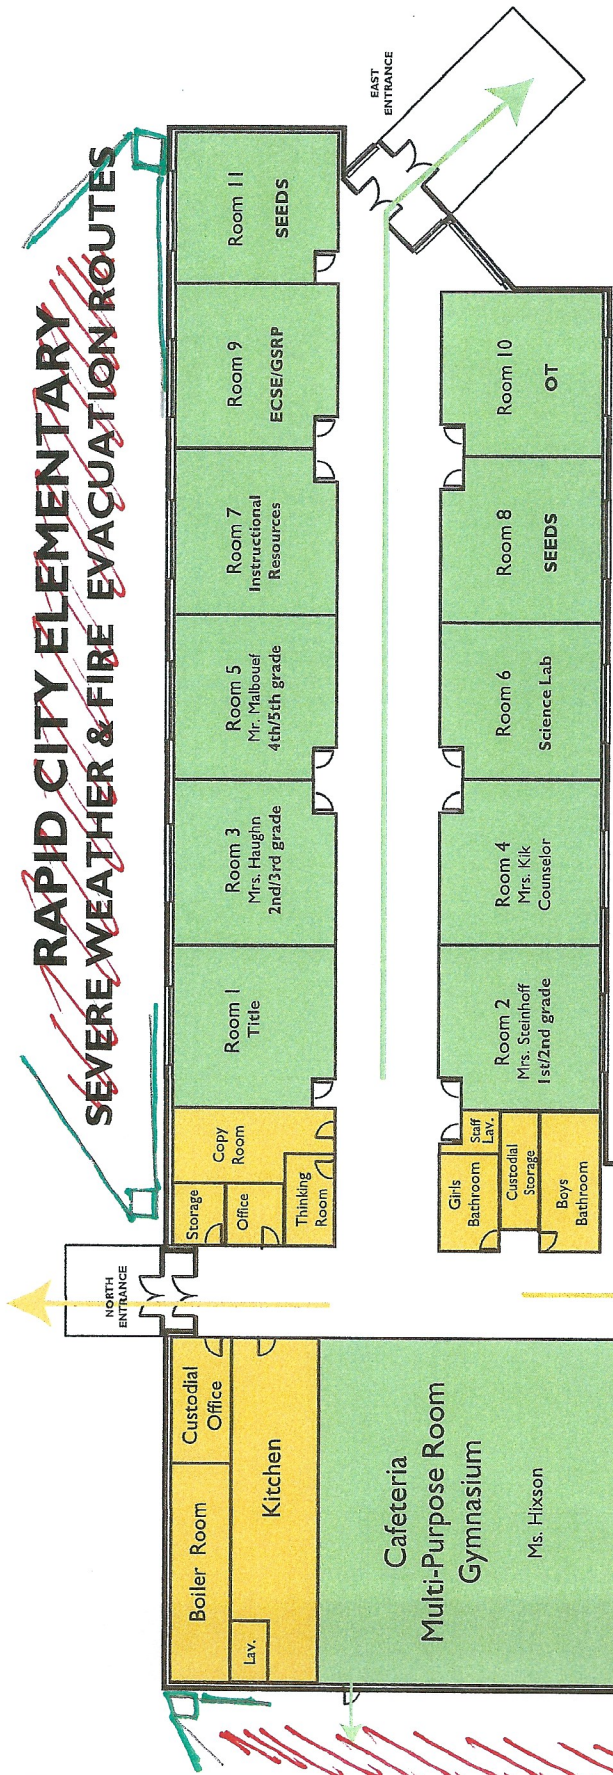 RAPID CITY ELEMENTARY
SEVERE WEATHER & FIRE EVACUATION ROUTES
EAST
ENTRANCE
Room 11
SEEDS
Room 9
ECSE/GSRP
Room 7
Instructional
Resources
Room 5
Mr. Malbouef
4th/5th grade
Room 3
Mrs. Haughn
2nd/3rd grade
Room 1
Title
Copy
Room
Storage
Office
Thinking
Room
Room 10
OT
Room 8
SEEDS
Room 6
Science Lab
Room 4
Mrs. Kik
Counselor
Room 2
Mrs. Steinhoff
1st/2nd grade
Staff
Lav.
Girls
Bathroom
Custodial
Storage
Boys
Bathroom
NORTH
ENTRANCE
Custodial
Office
Boiler Room
Kitchen
Lav.
Cafeteria
Multi-Purpose Room
Gymnasium
Ms. Hixson